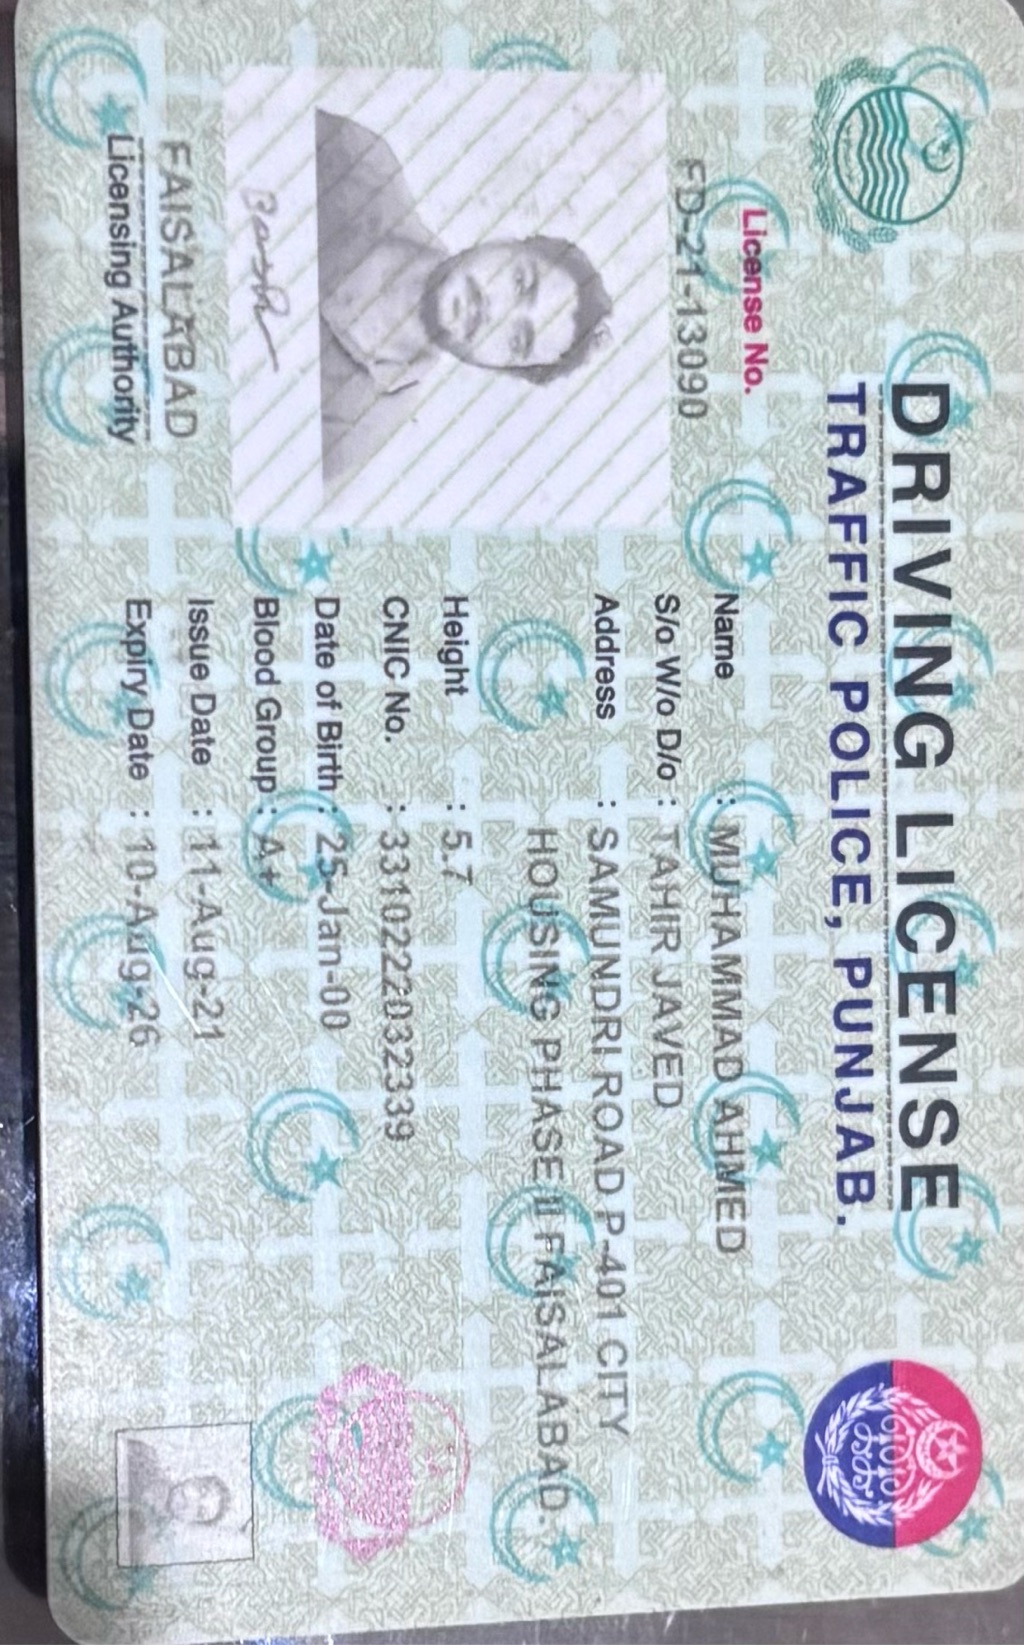 DRIVING LICENSE
TRAFFIC POLICE, PUNJAB.
License No.
FD-21-13090
Name : MUHAMMAD AHMED
S/o W/o D/o : TAHIR JAVED
Address : SAMUNDRI ROAD P-401 CITY
HOUSING PHASE II FAISALABAD.
Height : 5.7
CNIC No. : 3310222032339
Date of Birth : 25-Jan-00
Blood Group : A+
Issue Date : 11-Aug-21
Expiry Date : 10-Aug-26
FAISALABAD
Licensing Authority